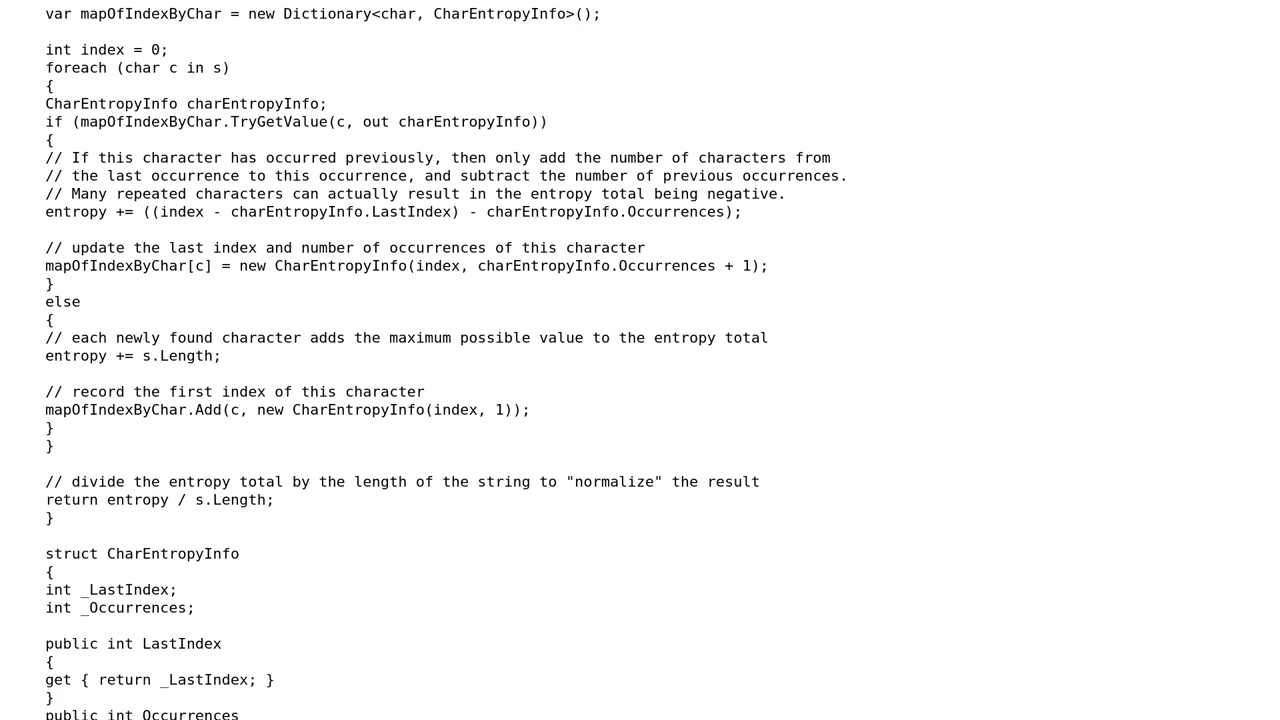 var mapOfIndexByChar = new Dictionary<char, CharEntropyInfo>();
int index = 0;
foreach (char c in s)
{
CharEntropyInfo charEntropyInfo;
if (mapOfIndexByChar.TryGetValue(c, out charEntropyInfo))
{
// If this character has occurred previously, then only add the number of characters from
// the last occurrence to this occurrence, and subtract the number of previous occurrences.
// Many repeated characters can actually result in the entropy total being negative.
entropy += ((index - charEntropyInfo.LastIndex) - charEntropyInfo.Occurrences);
// update the last index and number of occurrences of this character
mapOfIndexByChar[c] = new CharEntropyInfo(index, charEntropyInfo.Occurrences + 1);
}
else
{
// each newly found character adds the maximum possible value to the entropy total
entropy += s.Length;
// record the first index of this character
mapOfIndexByChar.Add(c, new CharEntropyInfo(index, 1));
}
}
// divide the entropy total by the length of the string to "normalize" the result
return entropy / s.Length;
}
struct CharEntropyInfo
{
int _LastIndex;
int _Occurrences;
public int LastIndex
{
get { return _LastIndex; }
}
public int Occurrences